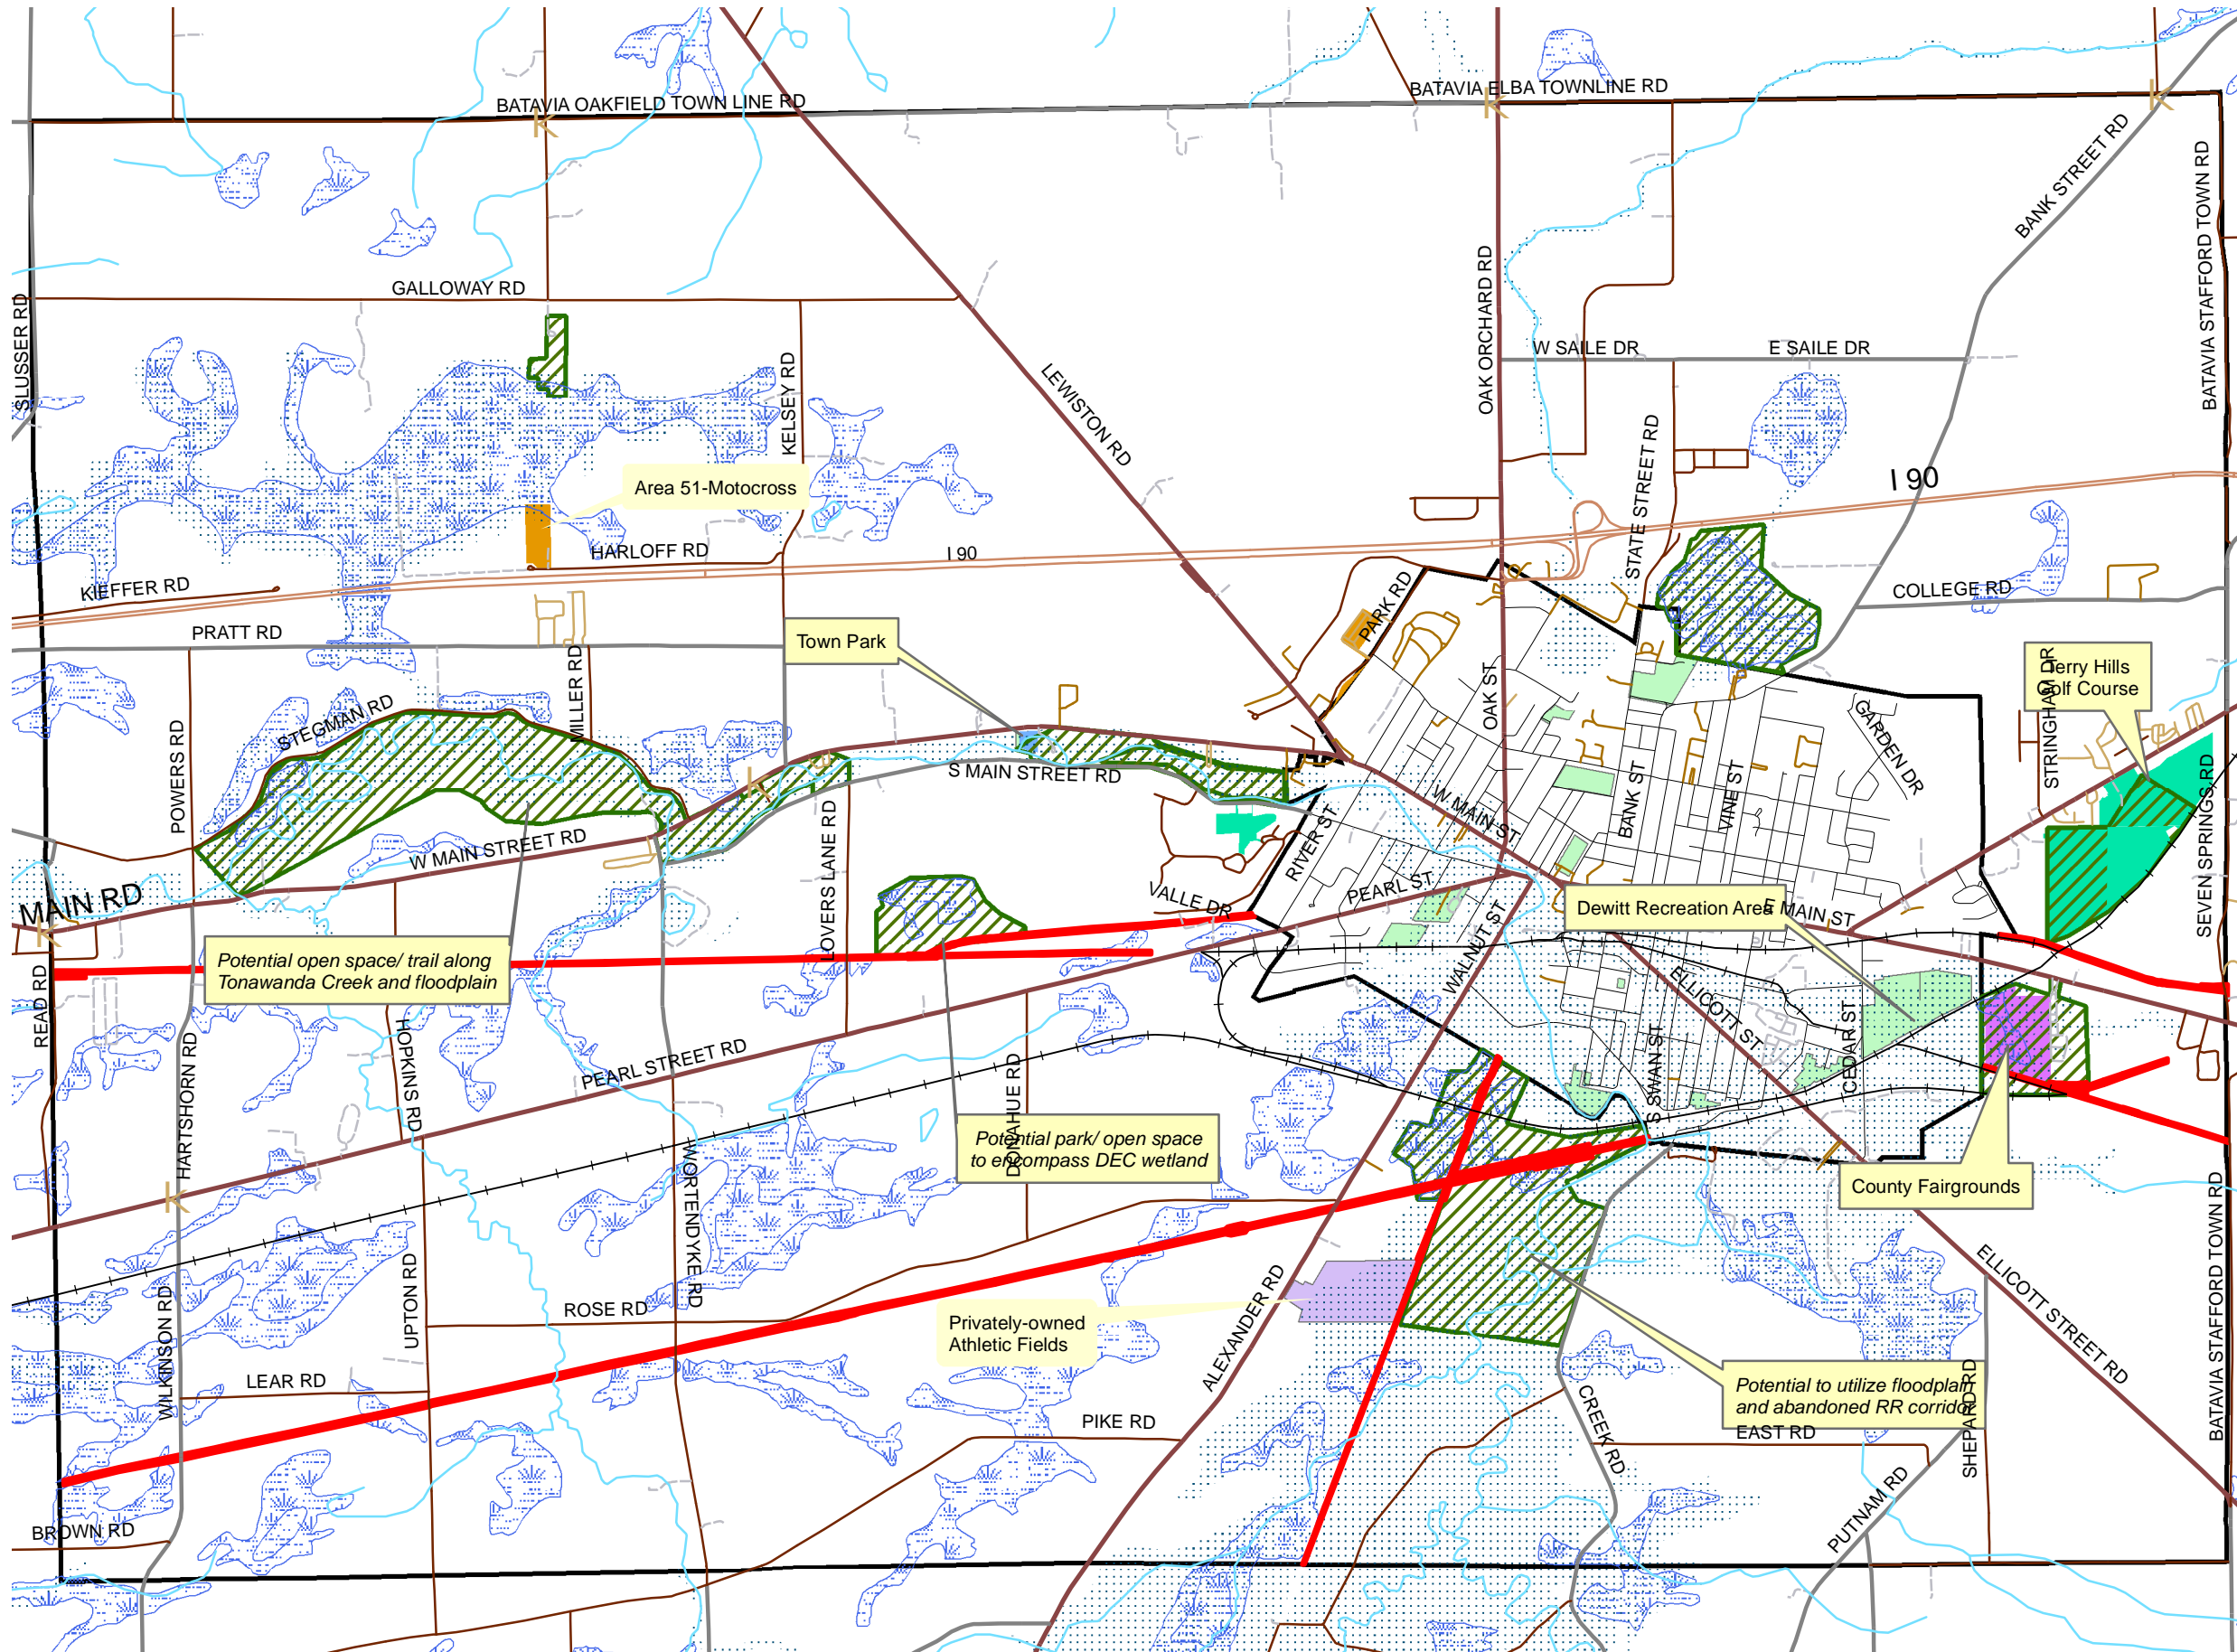 BATAVIA OAKFIELD TOWN LINE RD
BATAVIA ELBA TOWNLINE RD
BANK STREET RD
BATAVIA STAFFORD TOWN RD
GALLOWAY RD
SLUSSER RD
KELSEY RD
LEWISTON RD
OAK ORCHARD RD
W SAILE DR
E SAILE DR
STATE STREET RD
I 90
Area 51-Motocross
HARLOFF RD
I 90
KIEFFER RD
COLLEGE RD
PARK RD
PRATT RD
Town Park
MILLER RD
STEGMAN RD
POWERS RD
OAK ST
GARDEN DR
STRINGHAM DR
Terry Hills
Golf Course
S MAIN STREET RD
W MAIN ST
BANK ST
VINE ST
SEVEN SPRINGS RD
W MAIN STREET RD
LOVERS LANE RD
RIVER ST
PEARL ST
VALLE DR
MAIN RD
Dewitt Recreation Area
E MAIN ST
WALNUT ST
Potential open space/ trail along
Tonawanda Creek and floodplain
READ RD
HARTSHORN RD
HOPKINS RD
PEARL STREET RD
DONAHUE RD
ELLICOTT ST
S SWAN ST
CEDAR ST
Potential park/ open space
to encompass DEC wetland
WORTENDYKE RD
County Fairgrounds
BATAVIA STAFFORD TOWN RD
UPTON RD
WILKINSON RD
ROSE RD
ALEXANDER RD
ELLICOTT STREET RD
Privately-owned
Athletic Fields
LEAR RD
Potential to utilize floodplain
and abandoned RR corridor
SHEPARD RD
PIKE RD
CREEK RD
EAST RD
PUTNAM RD
BROWN RD